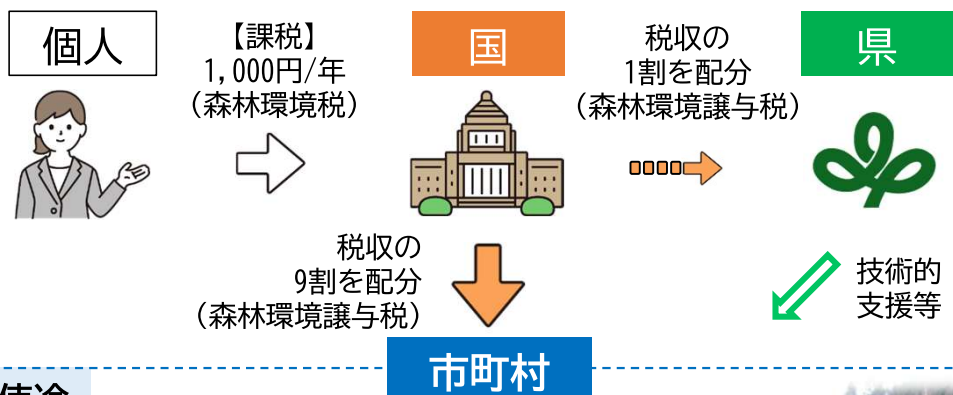 個人
【課税】
1,000円/年
（森林環境税）
国
税収の
1割を配分
（森林環境譲与税）
県
税収の
9割を配分
（森林環境譲与税）
技術的
支援等
市町村
使途